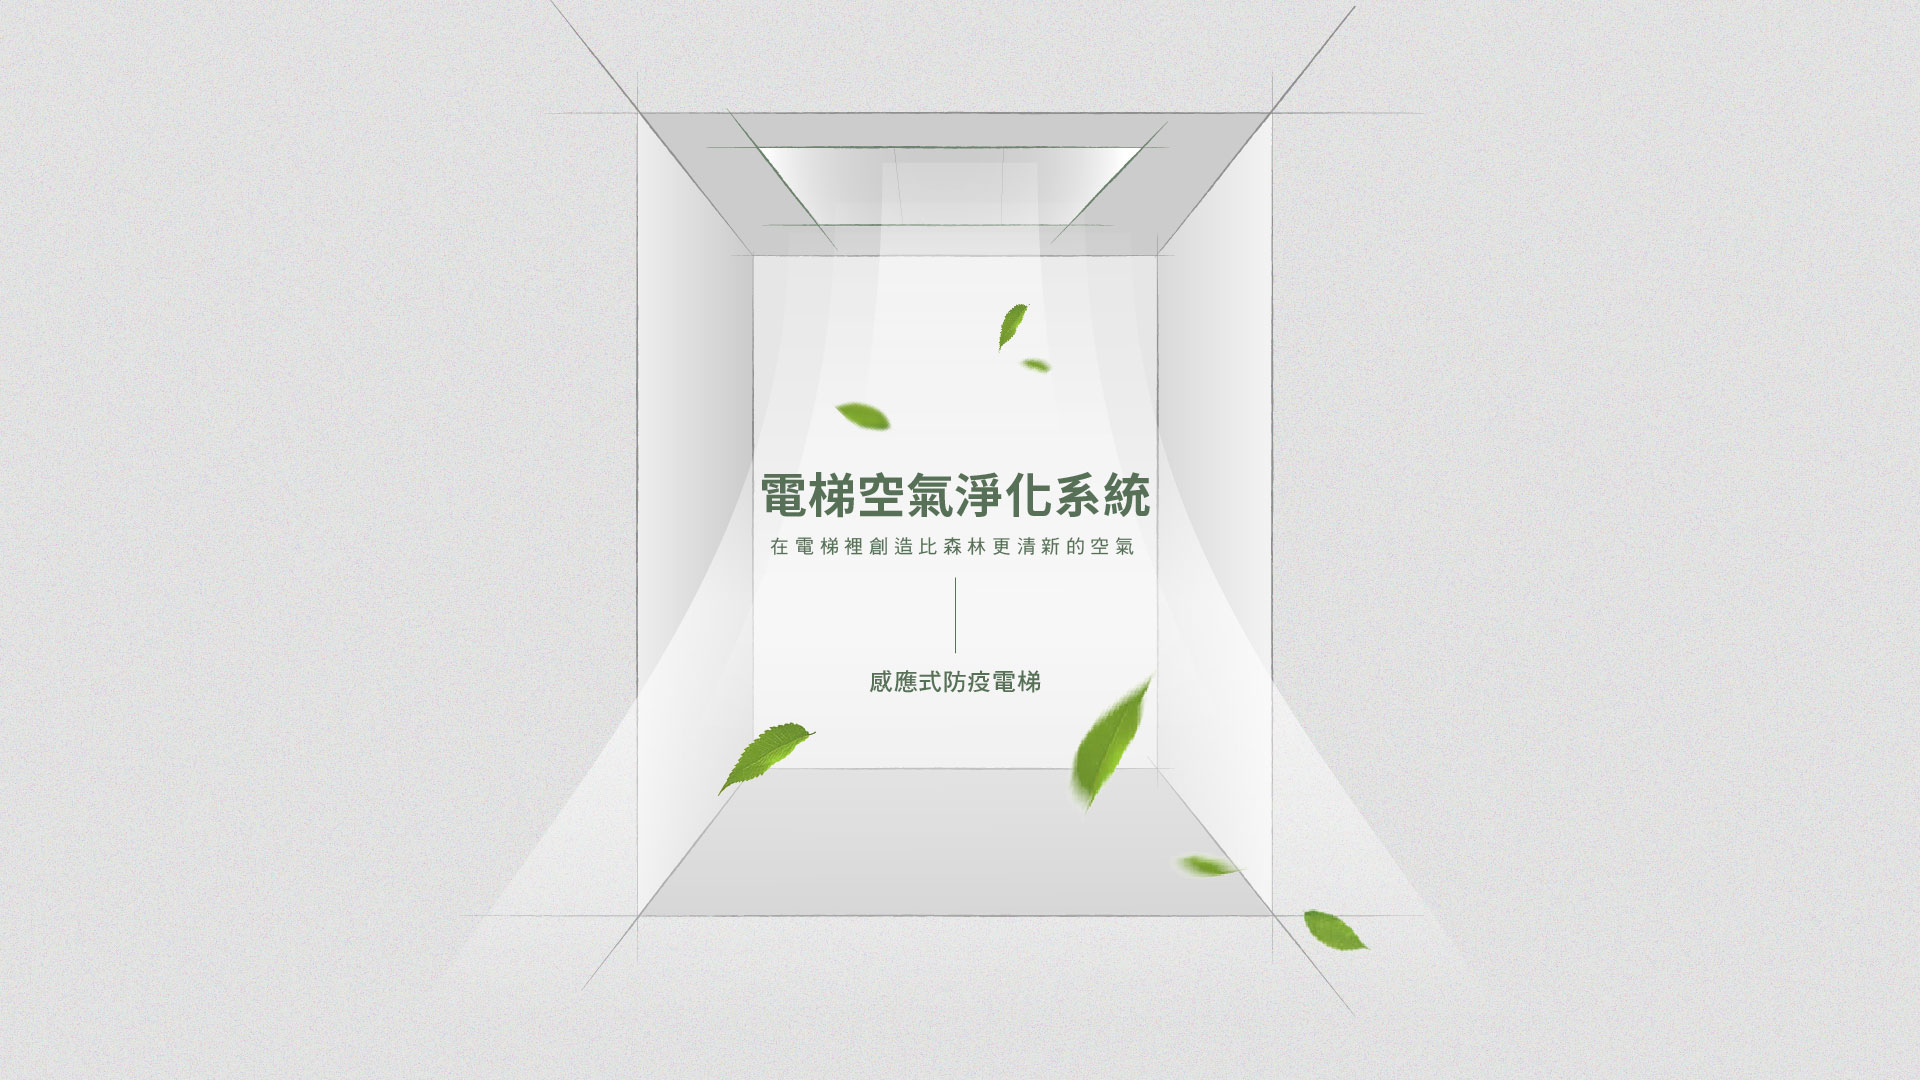 電梯空氣淨化系統
在電梯裡創造比森林更清新的空氣
感應式防疫電梯